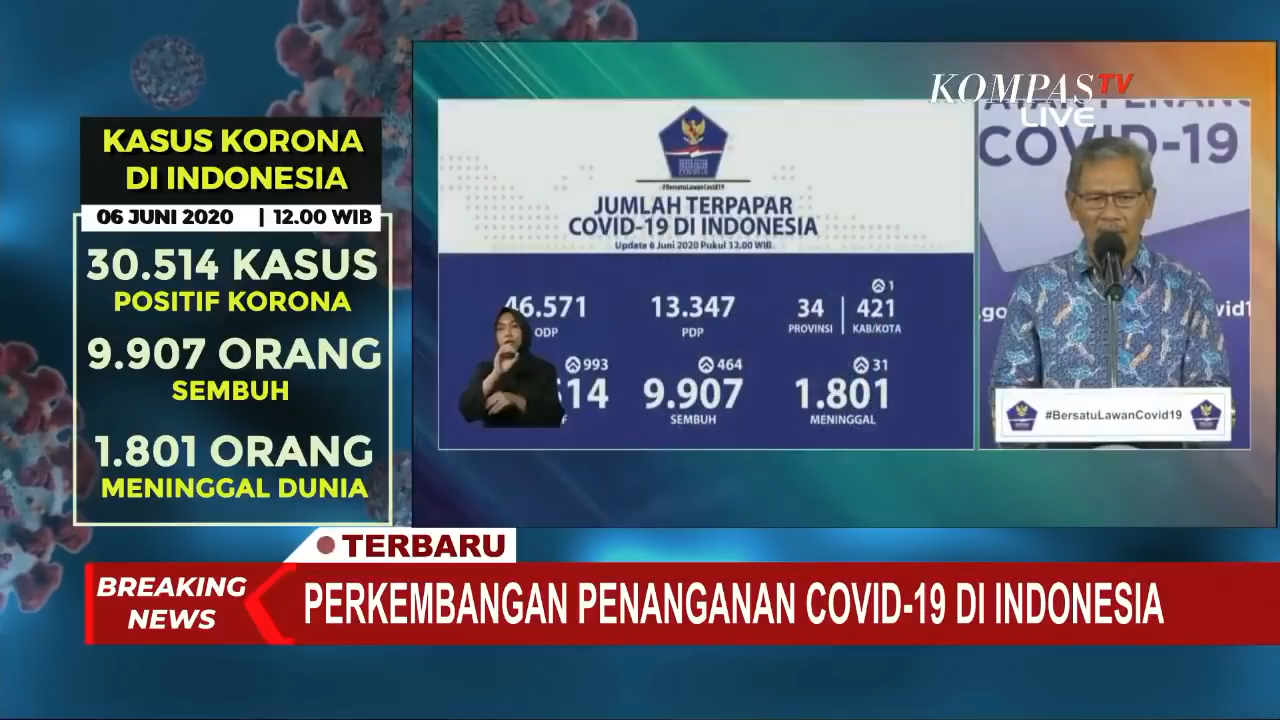 KOMPAS TV
LIVE
KASUS KORONA
DI INDONESIA
06 JUNI 2020 | 12.00 WIB
30.514 KASUS
POSITIF KORONA
9.907 ORANG
SEMBUH
1.801 ORANG
MENINGGAL DUNIA
#BersatuLawanCovid19
JUMLAH TERPAPAR
COVID-19 DI INDONESIA
Update 6 Juni 2020 Pukul 12.00 WIB
46.571
ODP
13.347
PDP
34
PROVINSI
1
421
KAB/KOTA
993
514
464
9.907
SEMBUH
31
1.801
MENINGGAL
COVID-19
#BersatuLawanCovid19
TERBARU
BREAKING
NEWS
PERKEMBANGAN PENANGANAN COVID-19 DI INDONESIA